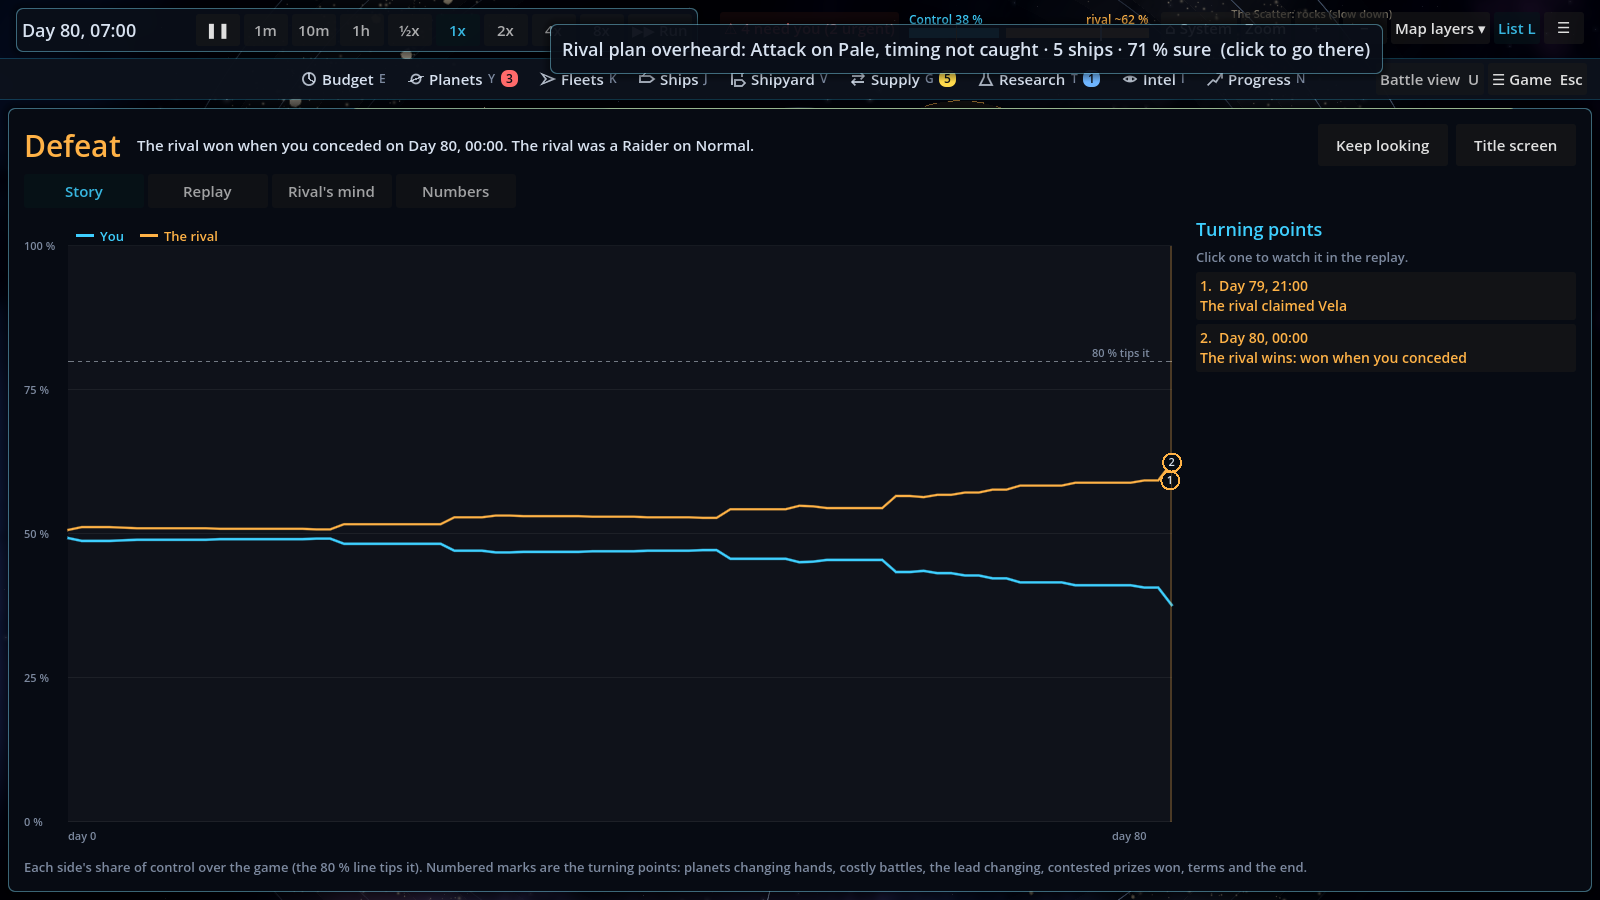 Day 80, 07:00
1m 10m 1h ½x 1x 2x
Control 38 % rival ~62 %
The Scatter: rocks (slow down)
Map layers ▾ List L ☰
Rival plan overheard: Attack on Pale, timing not caught · 5 ships · 71 % sure (click to go there)
Budget E Planets Y 3 Fleets K Ships J Shipyard V Supply G 5 Research T 1 Intel I Progress N Battle view U ☰ Game Esc
Defeat The rival won when you conceded on Day 80, 00:00. The rival was a Raider on Normal.
Keep looking Title screen
Story Replay Rival's mind Numbers
You The rival
Turning points
Click one to watch it in the replay.
1. Day 79, 21:00
The rival claimed Vela
2. Day 80, 00:00
The rival wins: won when you conceded
100 %
80 % tips it
75 %
2
1
50 %
25 %
0 %
day 0 day 80
Each side's share of control over the game (the 80 % line tips it). Numbered marks are the turning points: planets changing hands, costly battles, the lead changing, contested prizes won, terms and the end.